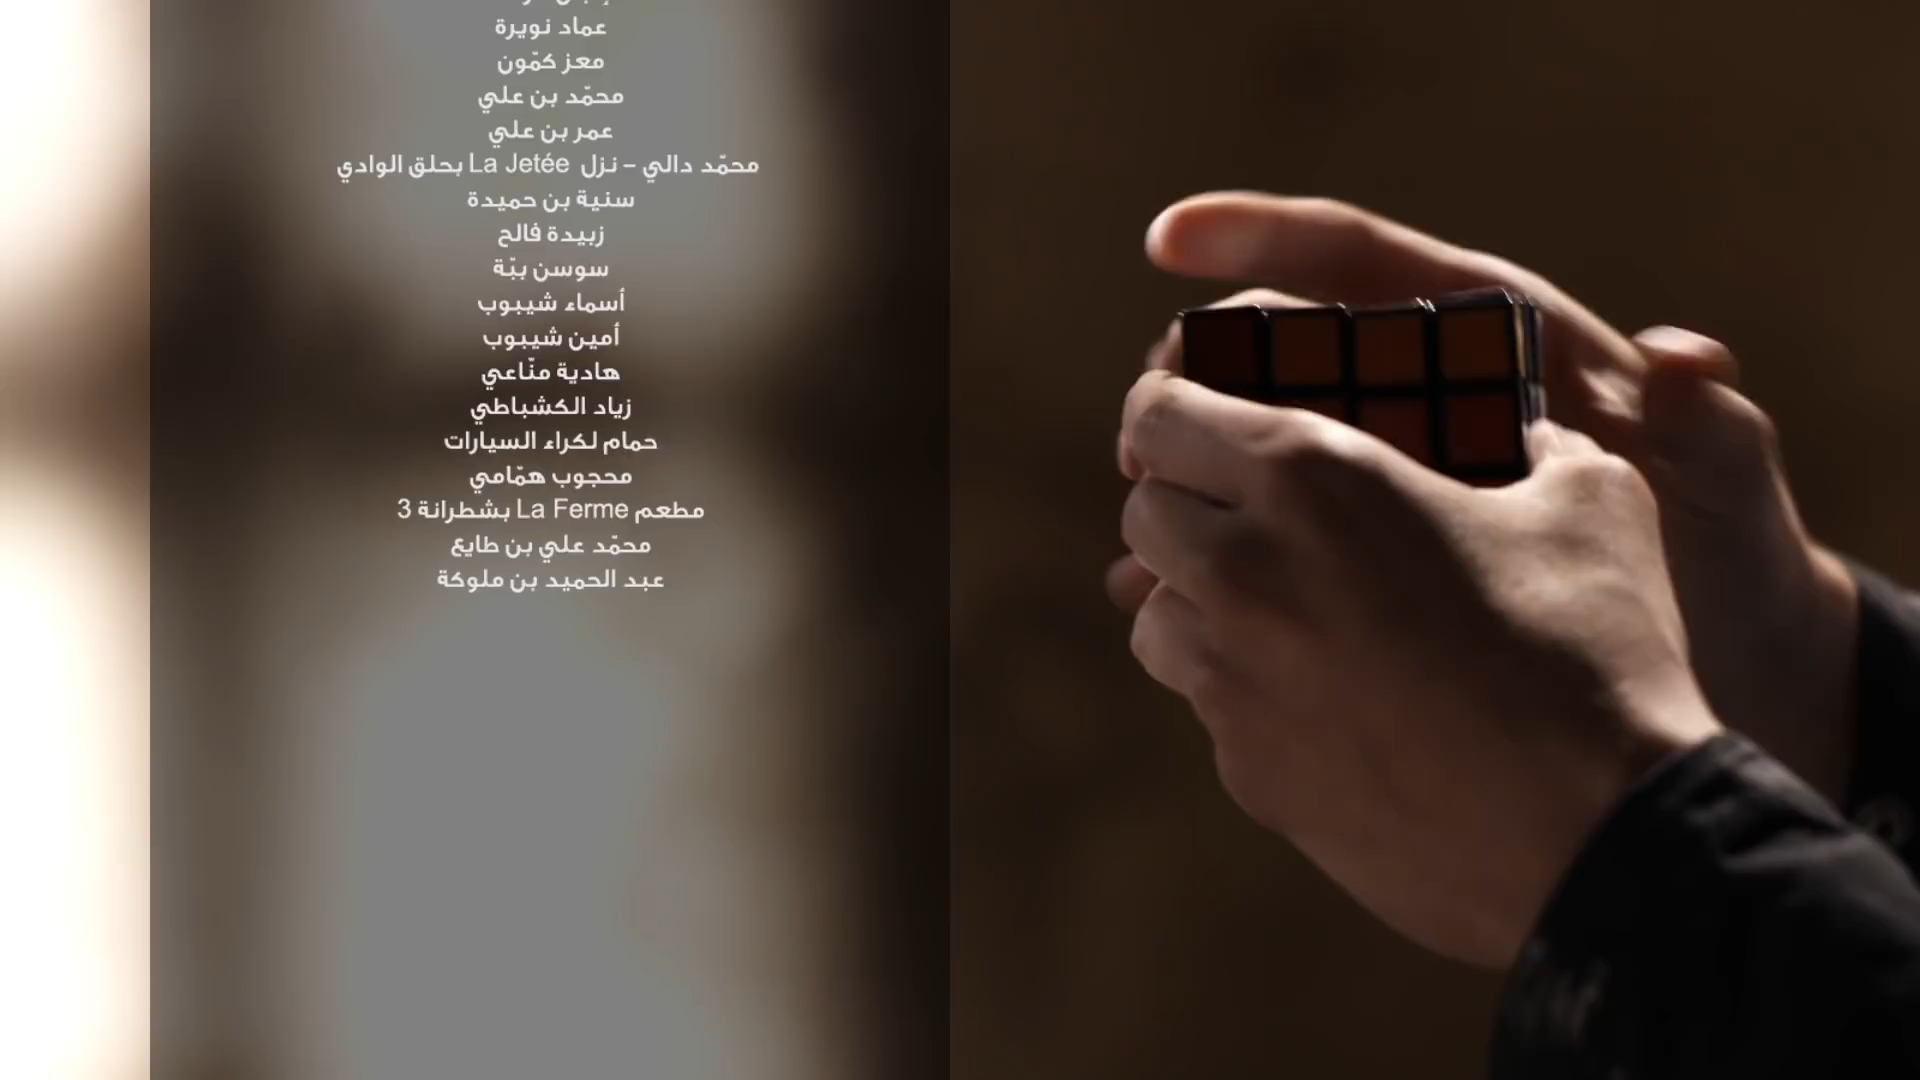 عماد نويرة
معز كمّون
محمّد بن علي
عمر بن علي
محمّد دالي – نزل La Jetée بحلق الوادي
سنية بن حميدة
زبيدة فالح
سوسن ببّة
أسماء شيبوب
أمين شيبوب
هادية منّاعي
زياد الكشباطي
حمام لكراء السيارات
محجوب همّامي
مطعم La Ferme بشطرانة 3
محمّد علي بن طايع
عبد الحميد بن ملوكة